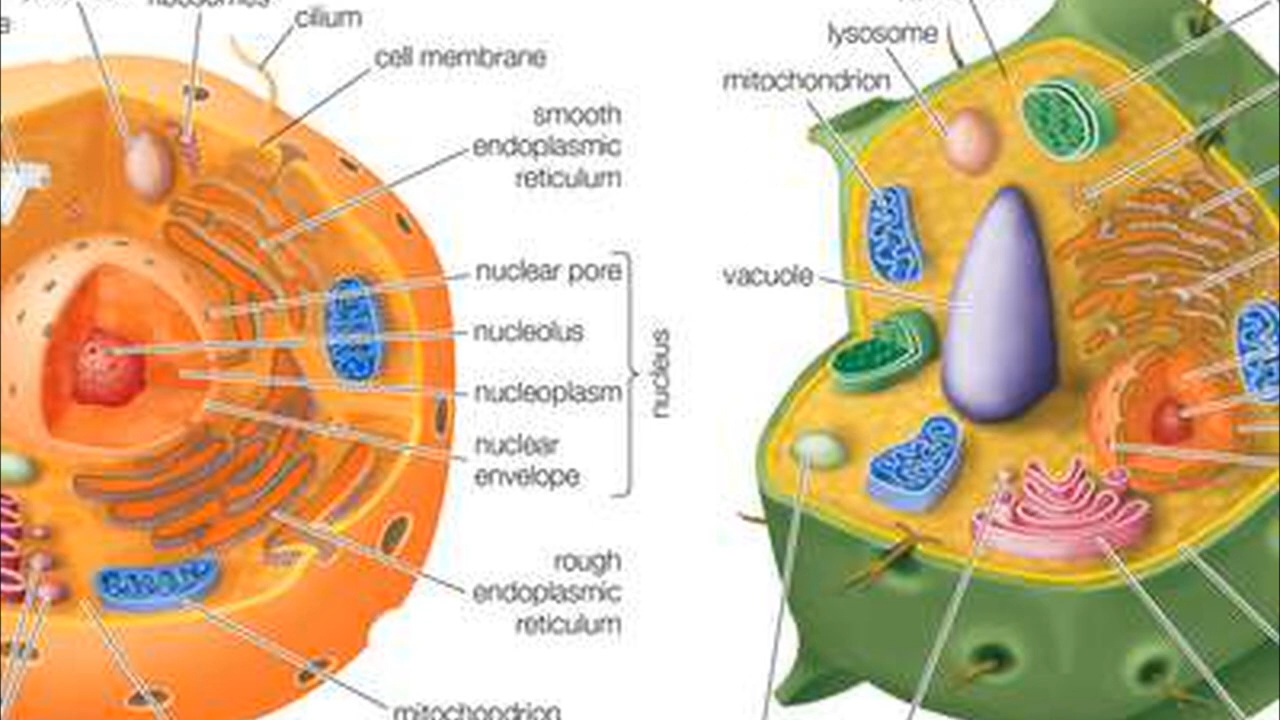 ribosomes
cilium
cell membrane
smooth
endoplasmic
reticulum
nuclear pore
nucleolus
nucleoplasm
nuclear
envelope
nucleus
rough
endoplasmic
reticulum
mitochondrion
lysosome
mitochondrion
vacuole